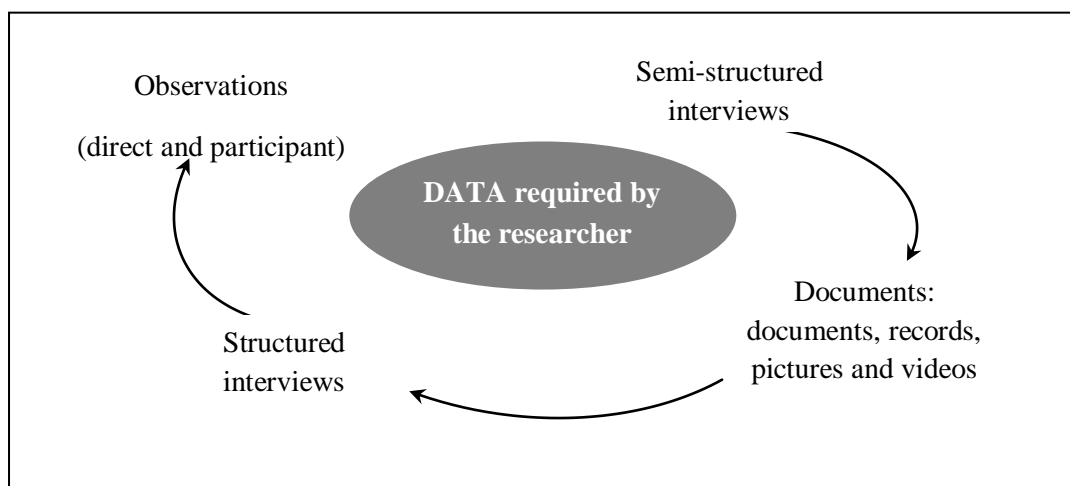 Observations
(direct and participant)
Semi-structured
interviews
DATA required by
the researcher
Documents:
documents, records,
pictures and videos
Structured
interviews